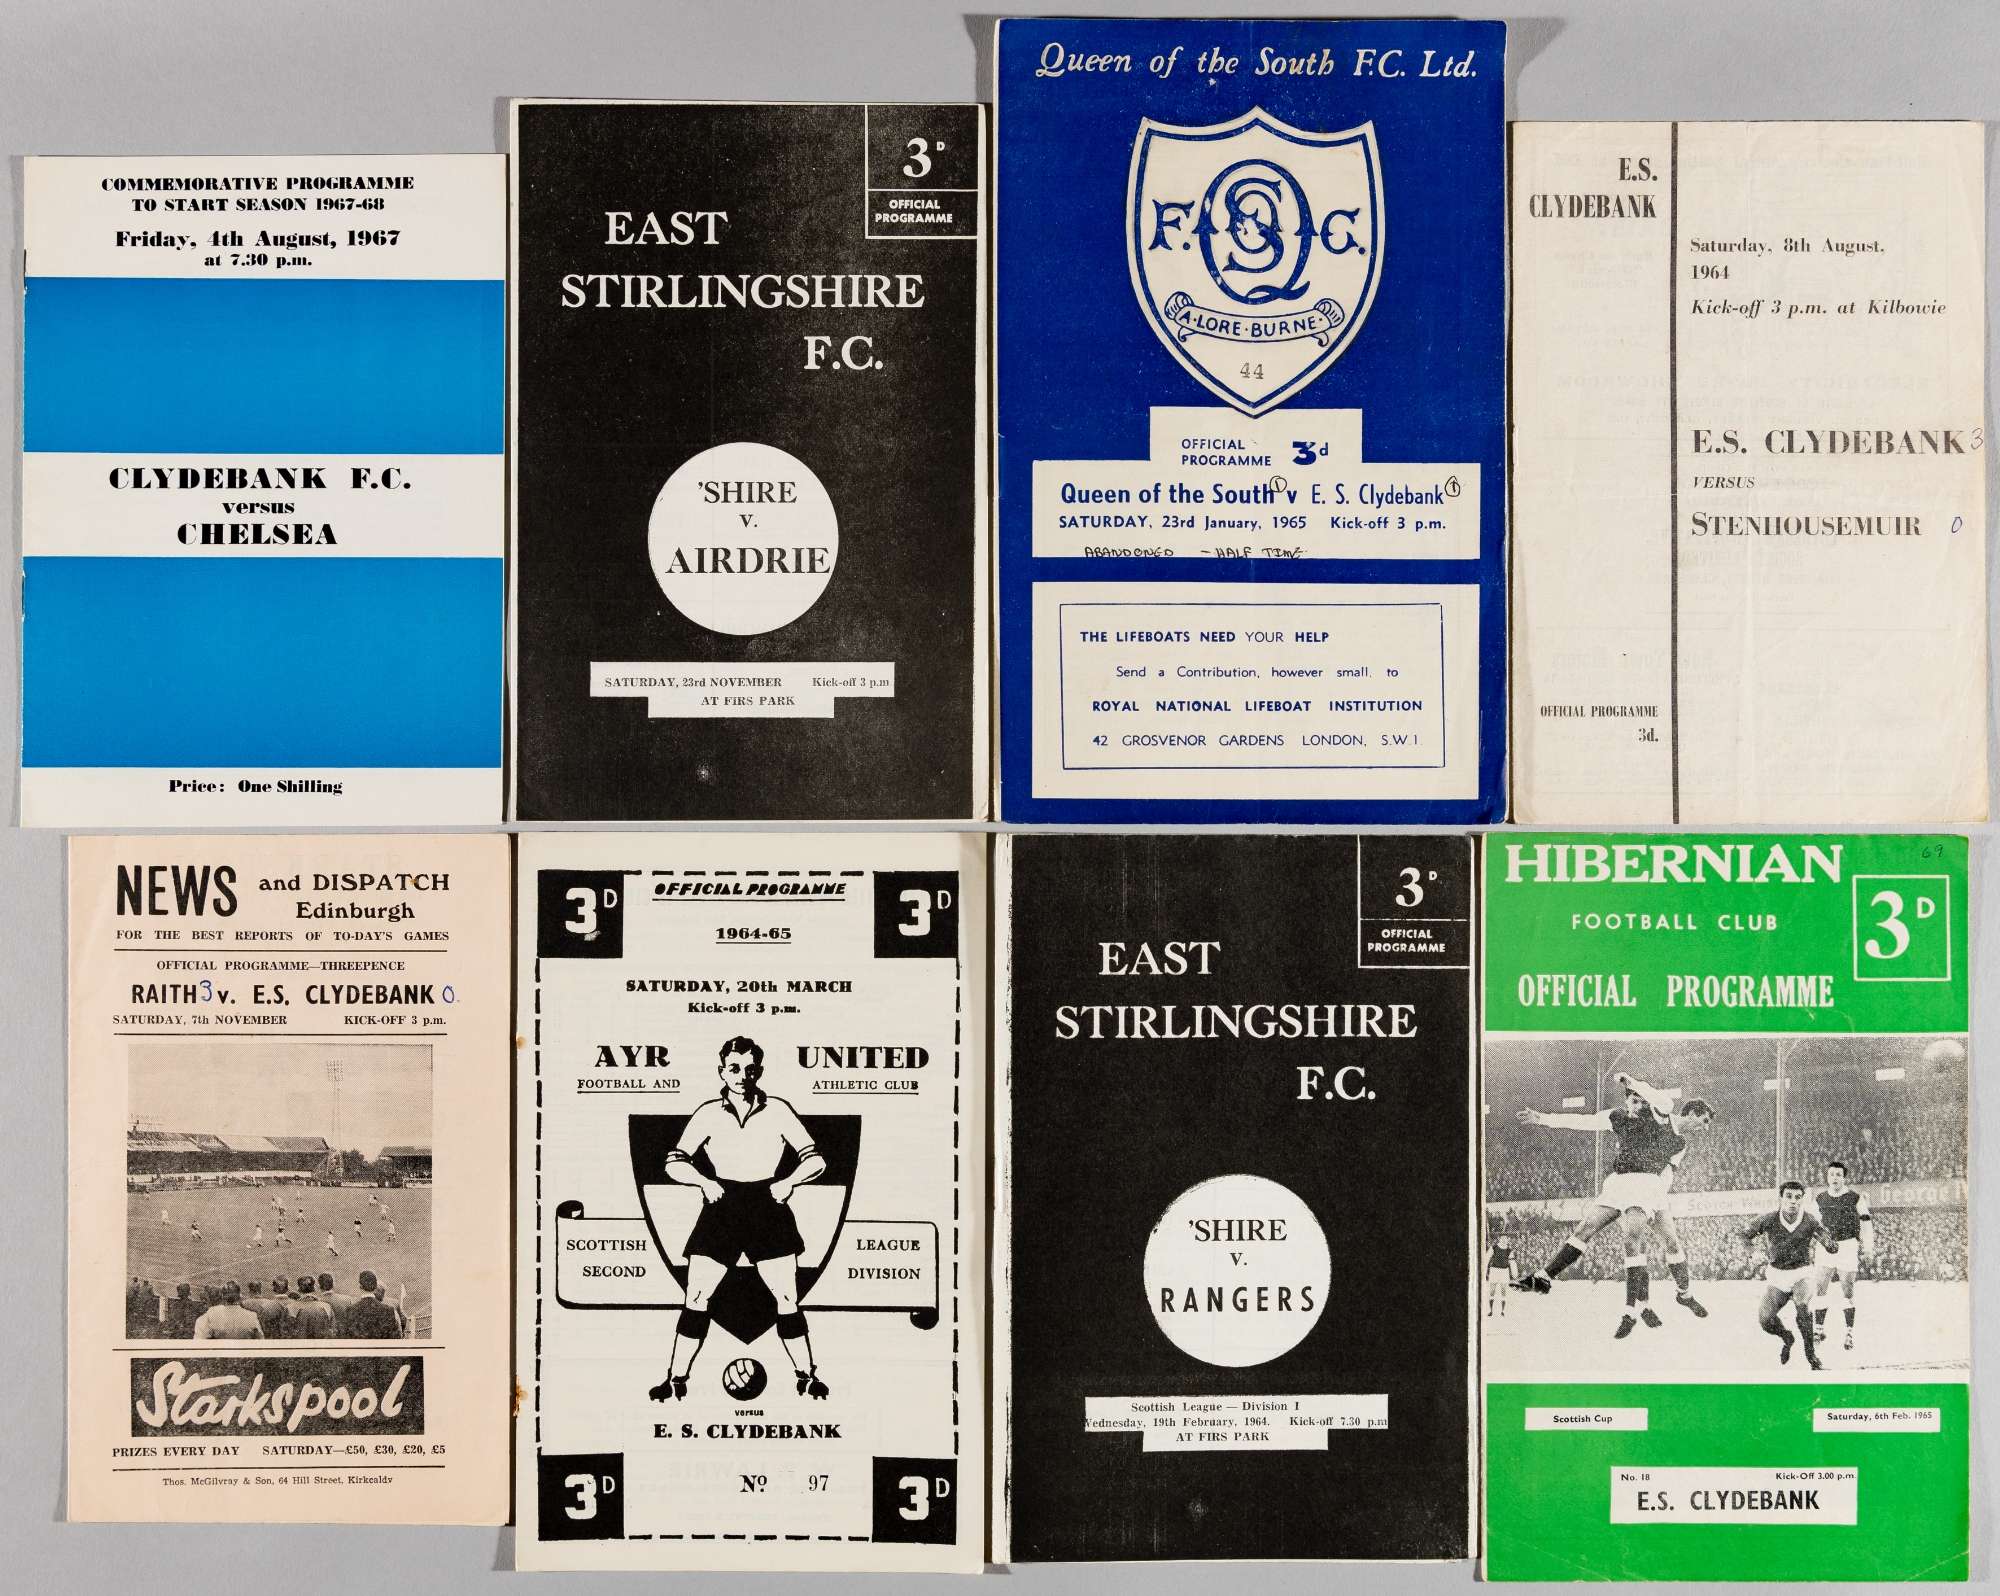 COMMEMORATIVE PROGRAMME
TO START SEASON 1967-68
Friday, 4th August, 1967
at 7.30 p.m.
CLYDEBANK F.C.
versus
CHELSEA
Price: One Shilling
3D
OFFICIAL
PROGRAMME
EAST
STIRLINGSHIRE
F.C.
'SHIRE
v.
AIRDRIE
SATURDAY, 23rd NOVEMBER Kick-off 3 p.m
AT FIRS PARK
Queen of the South F.C. Ltd.
F. QS C.
A·LORE·BURNE·
44
OFFICIAL
PROGRAMME 3d
Queen of the South 1 v E. S. Clydebank 1
SATURDAY, 23rd January, 1965 Kick-off 3 p.m.
ABANDONED - HALF TIME
THE LIFEBOATS NEED YOUR HELP
Send a Contribution, however small, to
ROYAL NATIONAL LIFEBOAT INSTITUTION
42 GROSVENOR GARDENS LONDON, S.W.1.
E.S.
CLYDEBANK
Saturday, 8th August,
1964
Kick-off 3 p.m. at Kilbowie
E.S. CLYDEBANK 3
VERSUS
STENHOUSEMUIR 0
OFFICIAL PROGRAMME
3d.
NEWS and DISPATCH
Edinburgh
FOR THE BEST REPORTS OF TO-DAY'S GAMES
OFFICIAL PROGRAMME—THREEPENCE
RAITH 3 v. E.S. CLYDEBANK 0.
SATURDAY, 7th NOVEMBER KICK-OFF 3 p.m.
Starkspool
PRIZES EVERY DAY SATURDAY—£50, £30, £20, £5
Thos. McGilvray & Son, 64 Hill Street, Kirkcaldy
3D OFFICIAL PROGRAMME 3D
1964-65
SATURDAY, 20th MARCH
Kick-off 3 p.m.
AYR UNITED
FOOTBALL AND ATHLETIC CLUB
SCOTTISH LEAGUE
SECOND DIVISION
versus
E. S. CLYDEBANK
3D No 97 3D
3D
OFFICIAL
PROGRAMME
EAST
STIRLINGSHIRE
F.C.
'SHIRE
v.
RANGERS
Scottish League — Division I
Wednesday, 19th February, 1964. Kick-off 7.30 p.m
AT FIRS PARK
69
HIBERNIAN
FOOTBALL CLUB
3D
OFFICIAL PROGRAMME
George
Scottish Cup Saturday, 6th Feb. 1965
No. 18 Kick-Off 3.00 p.m.
E.S. CLYDEBANK